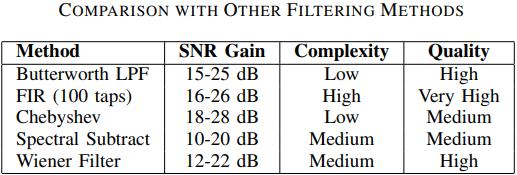 COMPARISON WITH OTHER FILTERING METHODS
Method SNR Gain Complexity Quality
Butterworth LPF 15-25 dB Low High
FIR (100 taps) 16-26 dB High Very High
Chebyshev 18-28 dB Low Medium
Spectral Subtract 10-20 dB Medium Medium
Wiener Filter 12-22 dB Medium High